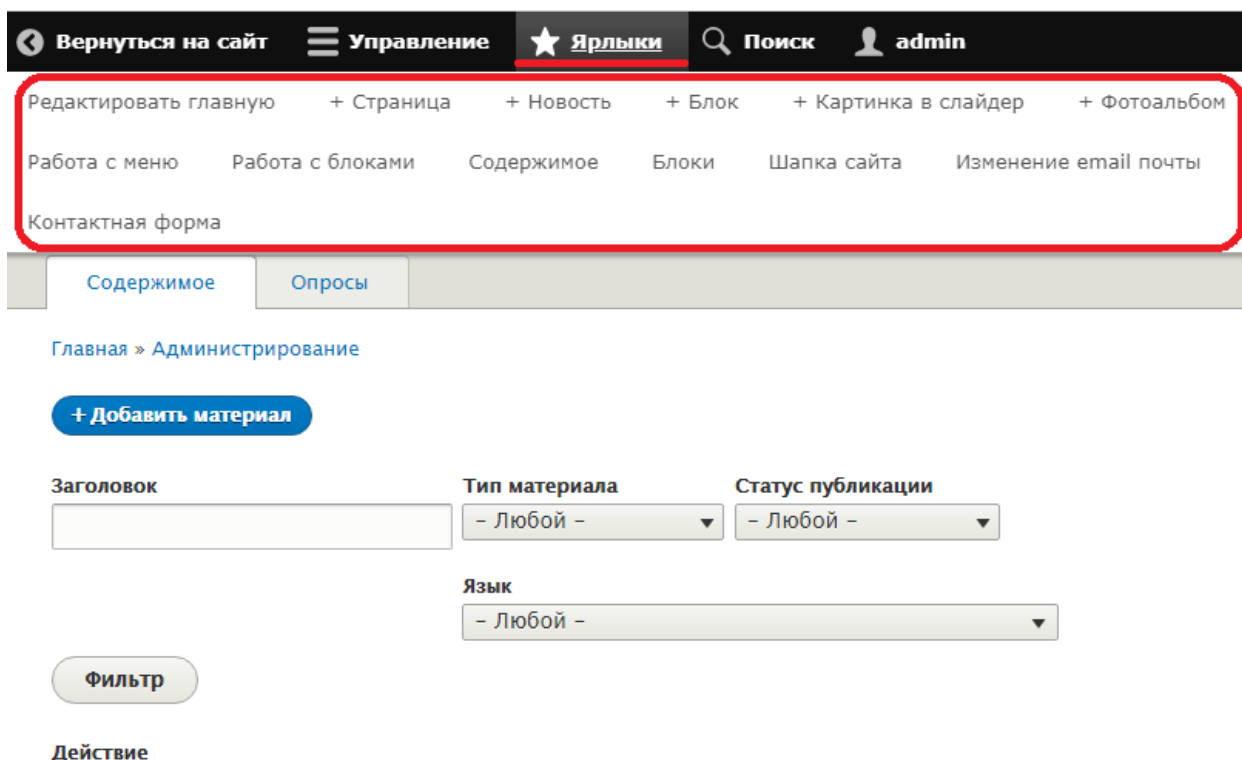 Вернуться на сайт Управление Ярлыки Поиск admin
Редактировать главную + Страница + Новость + Блок + Картинка в слайдер + Фотоальбом
Работа с меню Работа с блоками Содержимое Блоки Шапка сайта Изменение email почты
Контактная форма
Содержимое Опросы
Главная » Администрирование
+ Добавить материал
Заголовок Тип материала Статус публикации
– Любой – – Любой –
Язык
– Любой –
Фильтр
Действие